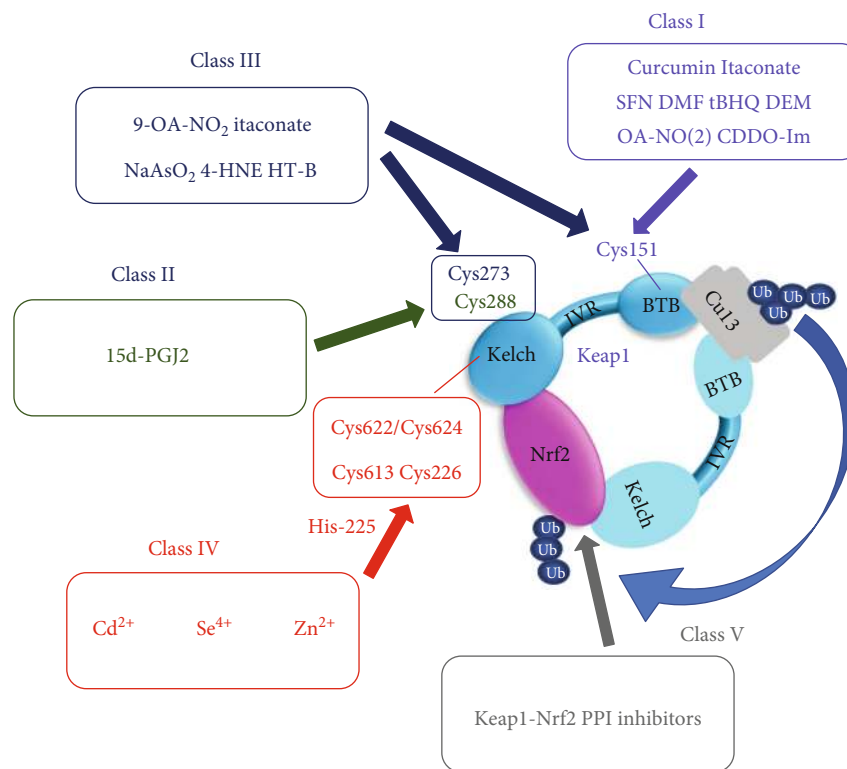 Class I
Curcumin Itaconate
SFN DMF tBHQ DEM
OA-NO(2) CDDO-Im
Class III
9-OA-NO₂ itaconate
NaAsO₂ 4-HNE HT-B
Cys151
Class II
15d-PGJ2
Cys273
Cys288
Kelch
IVR
BTB
Cu13
Ub
Ub
Ub
Ub
Keap1
BTB
IVR
Kelch
Nrf2
Cys622/Cys624
Cys613 Cys226
His-225
Ub
Ub
Ub
Class IV
Cd²⁺ Se⁴⁺ Zn²⁺
Class V
Keap1-Nrf2 PPI inhibitors